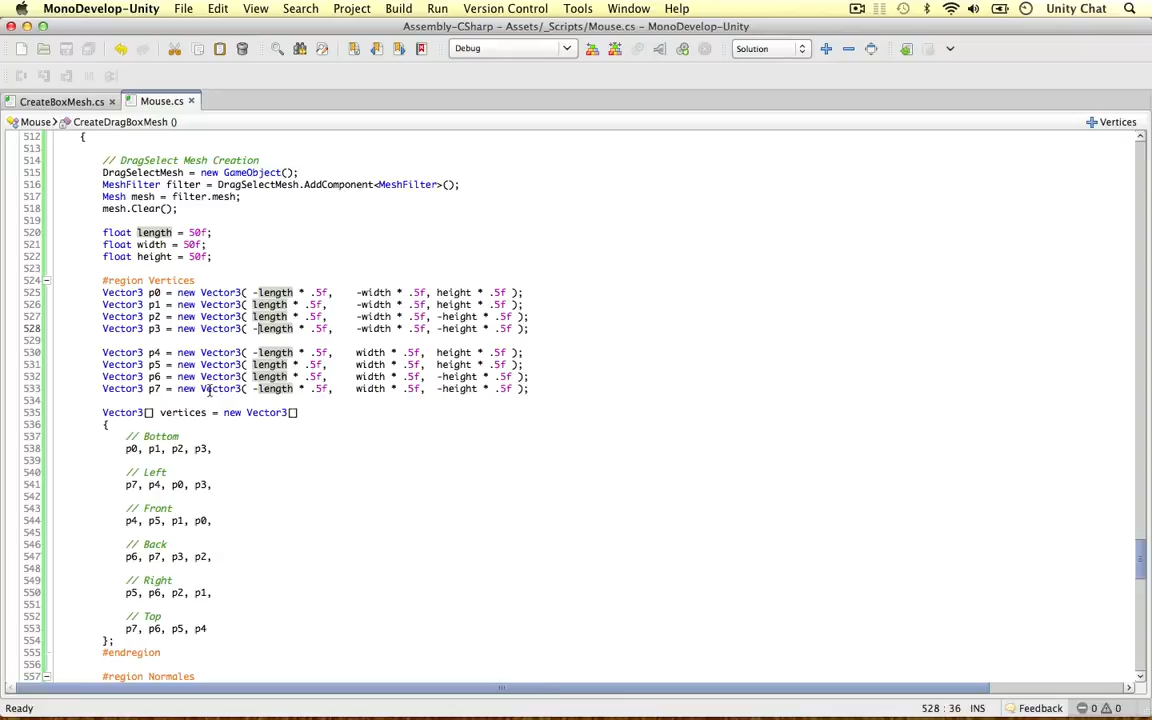 MonoDevelop-Unity File Edit View Search Project Build Run Version Control Tools Window Help Unity Chat
Assembly-CSharp - Assets/_Scripts/Mouse.cs - MonoDevelop-Unity
Debug Solution
CreateBoxMesh.cs × Mouse.cs ×
Mouse > CreateDragBoxMesh () Vertices
512 {
513
514 // DragSelect Mesh Creation
515 DragSelectMesh = new GameObject();
516 MeshFilter filter = DragSelectMesh.AddComponent<MeshFilter>();
517 Mesh mesh = filter.mesh;
518 mesh.Clear();
519
520 float length = 50f;
521 float width = 50f;
522 float height = 50f;
523
524 #region Vertices
525 Vector3 p0 = new Vector3( -length * .5f, -width * .5f, height * .5f );
526 Vector3 p1 = new Vector3( length * .5f, -width * .5f, height * .5f );
527 Vector3 p2 = new Vector3( length * .5f, -width * .5f, -height * .5f );
528 Vector3 p3 = new Vector3( -length * .5f, -width * .5f, -height * .5f );
529
530 Vector3 p4 = new Vector3( -length * .5f, width * .5f, height * .5f );
531 Vector3 p5 = new Vector3( length * .5f, width * .5f, height * .5f );
532 Vector3 p6 = new Vector3( length * .5f, width * .5f, -height * .5f );
533 Vector3 p7 = new Vector3( -length * .5f, width * .5f, -height * .5f );
534
535 Vector3[] vertices = new Vector3[]
536 {
537 // Bottom
538 p0, p1, p2, p3,
539
540 // Left
541 p7, p4, p0, p3,
542
543 // Front
544 p4, p5, p1, p0,
545
546 // Back
547 p6, p7, p3, p2,
548
549 // Right
550 p5, p6, p2, p1,
551
552 // Top
553 p7, p6, p5, p4
554 };
555 #endregion
556
557 #region Normales
Ready 528 : 36 INS Feedback 0 0